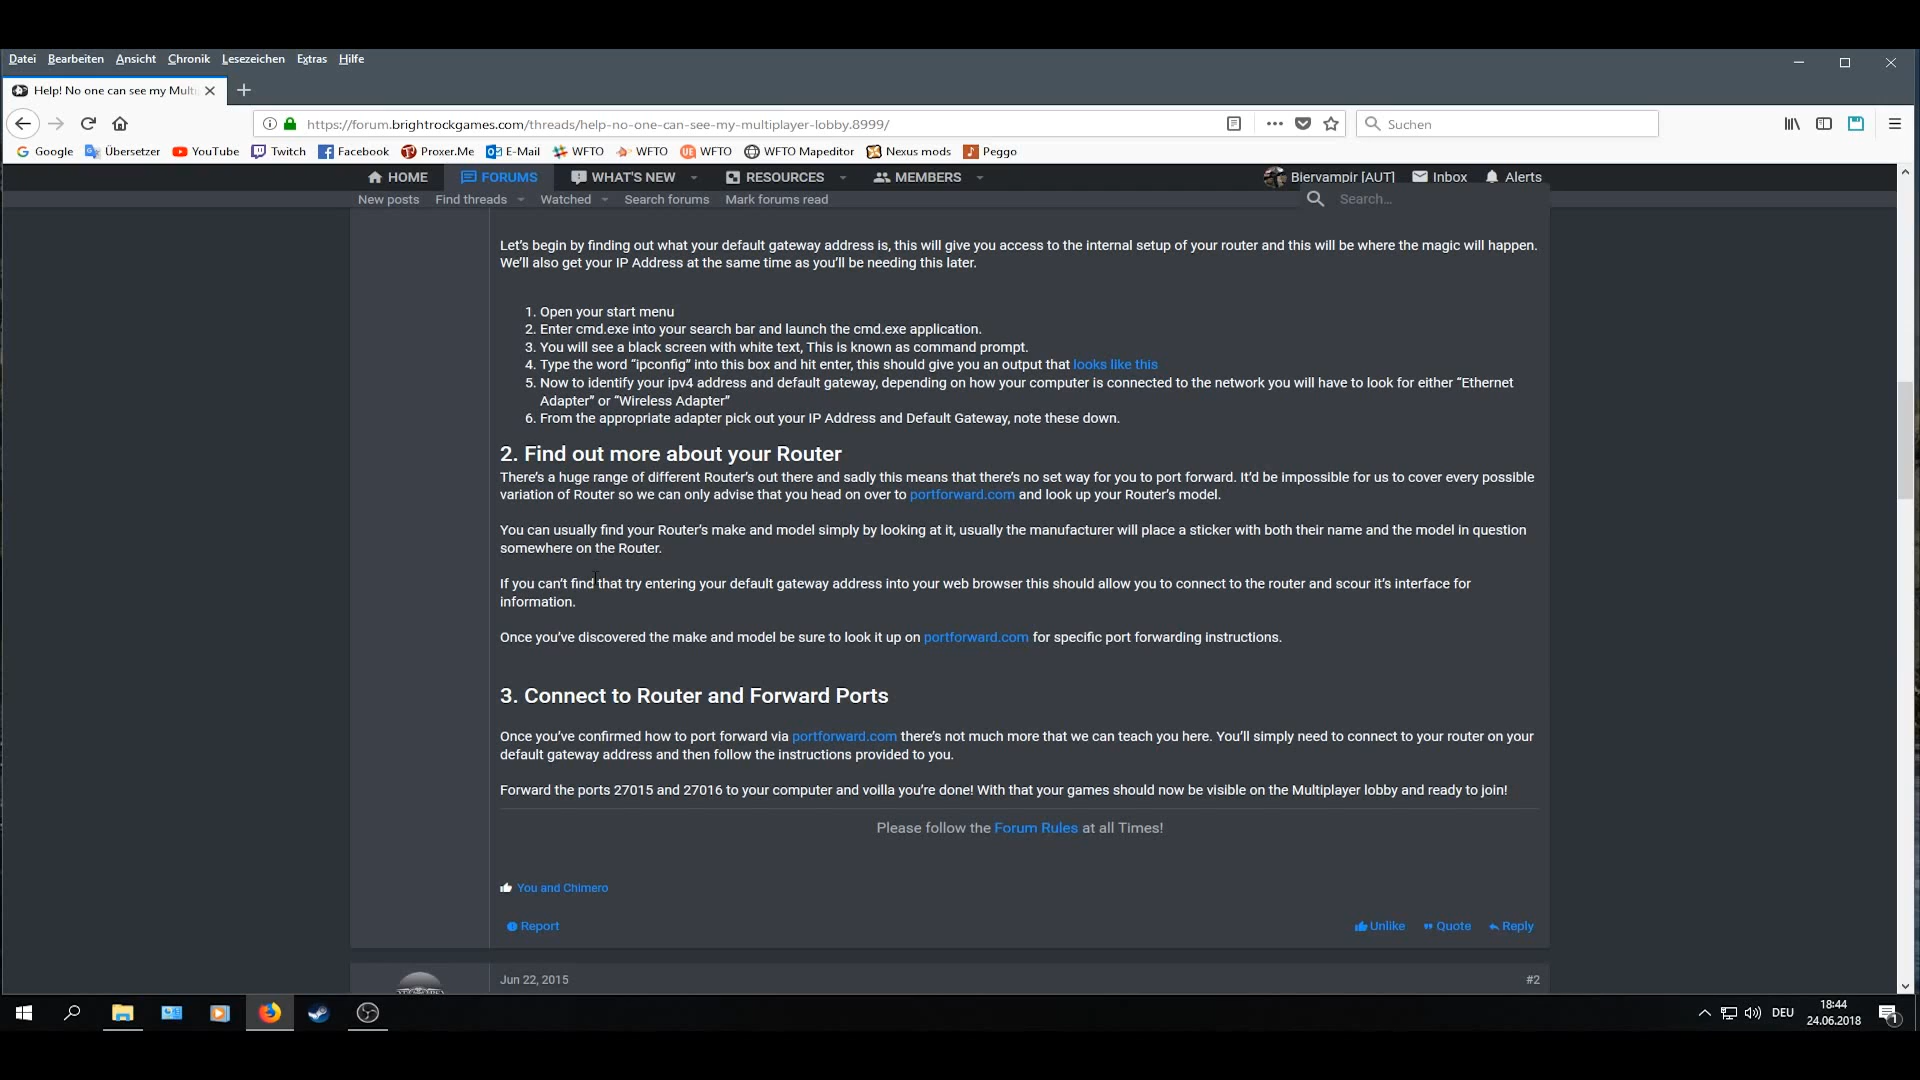 Datei Bearbeiten Ansicht Chronik Lesezeichen Extras Hilfe
Help! No one can see my Multi
https://forum.brightrockgames.com/threads/help-no-one-can-see-my-multiplayer-lobby.8999/
Suchen
Google Übersetzer YouTube Twitch Facebook Proxer.Me E-Mail WFTO WFTO WFTO WFTO Mapeditor Nexus mods Peggo
HOME FORUMS WHAT'S NEW RESOURCES MEMBERS Biervampir [AUT] Inbox Alerts
New posts Find threads Watched Search forums Mark forums read Search...
Let's begin by finding out what your default gateway address is, this will give you access to the internal setup of your router and this will be where the magic will happen.
We'll also get your IP Address at the same time as you'll be needing this later.
1. Open your start menu
2. Enter cmd.exe into your search bar and launch the cmd.exe application.
3. You will see a black screen with white text, This is known as command prompt.
4. Type the word “ipconfig” into this box and hit enter, this should give you an output that looks like this
5. Now to identify your ipv4 address and default gateway, depending on how your computer is connected to the network you will have to look for either “Ethernet
Adapter” or “Wireless Adapter”
6. From the appropriate adapter pick out your IP Address and Default Gateway, note these down.
2. Find out more about your Router
There's a huge range of different Router's out there and sadly this means that there's no set way for you to port forward. It'd be impossible for us to cover every possible
variation of Router so we can only advise that you head on over to portforward.com and look up your Router's model.
You can usually find your Router's make and model simply by looking at it, usually the manufacturer will place a sticker with both their name and the model in question
somewhere on the Router.
If you can't find that try entering your default gateway address into your web browser this should allow you to connect to the router and scour it's interface for
information.
Once you've discovered the make and model be sure to look it up on portforward.com for specific port forwarding instructions.
3. Connect to Router and Forward Ports
Once you've confirmed how to port forward via portforward.com there's not much more that we can teach you here. You'll simply need to connect to your router on your
default gateway address and then follow the instructions provided to you.
Forward the ports 27015 and 27016 to your computer and voilla you're done! With that your games should now be visible on the Multiplayer lobby and ready to join!
Please follow the Forum Rules at all Times!
You and Chimero
Report Unlike Quote Reply
Jun 22, 2015 #2
DEU 18:44
24.06.2018 1